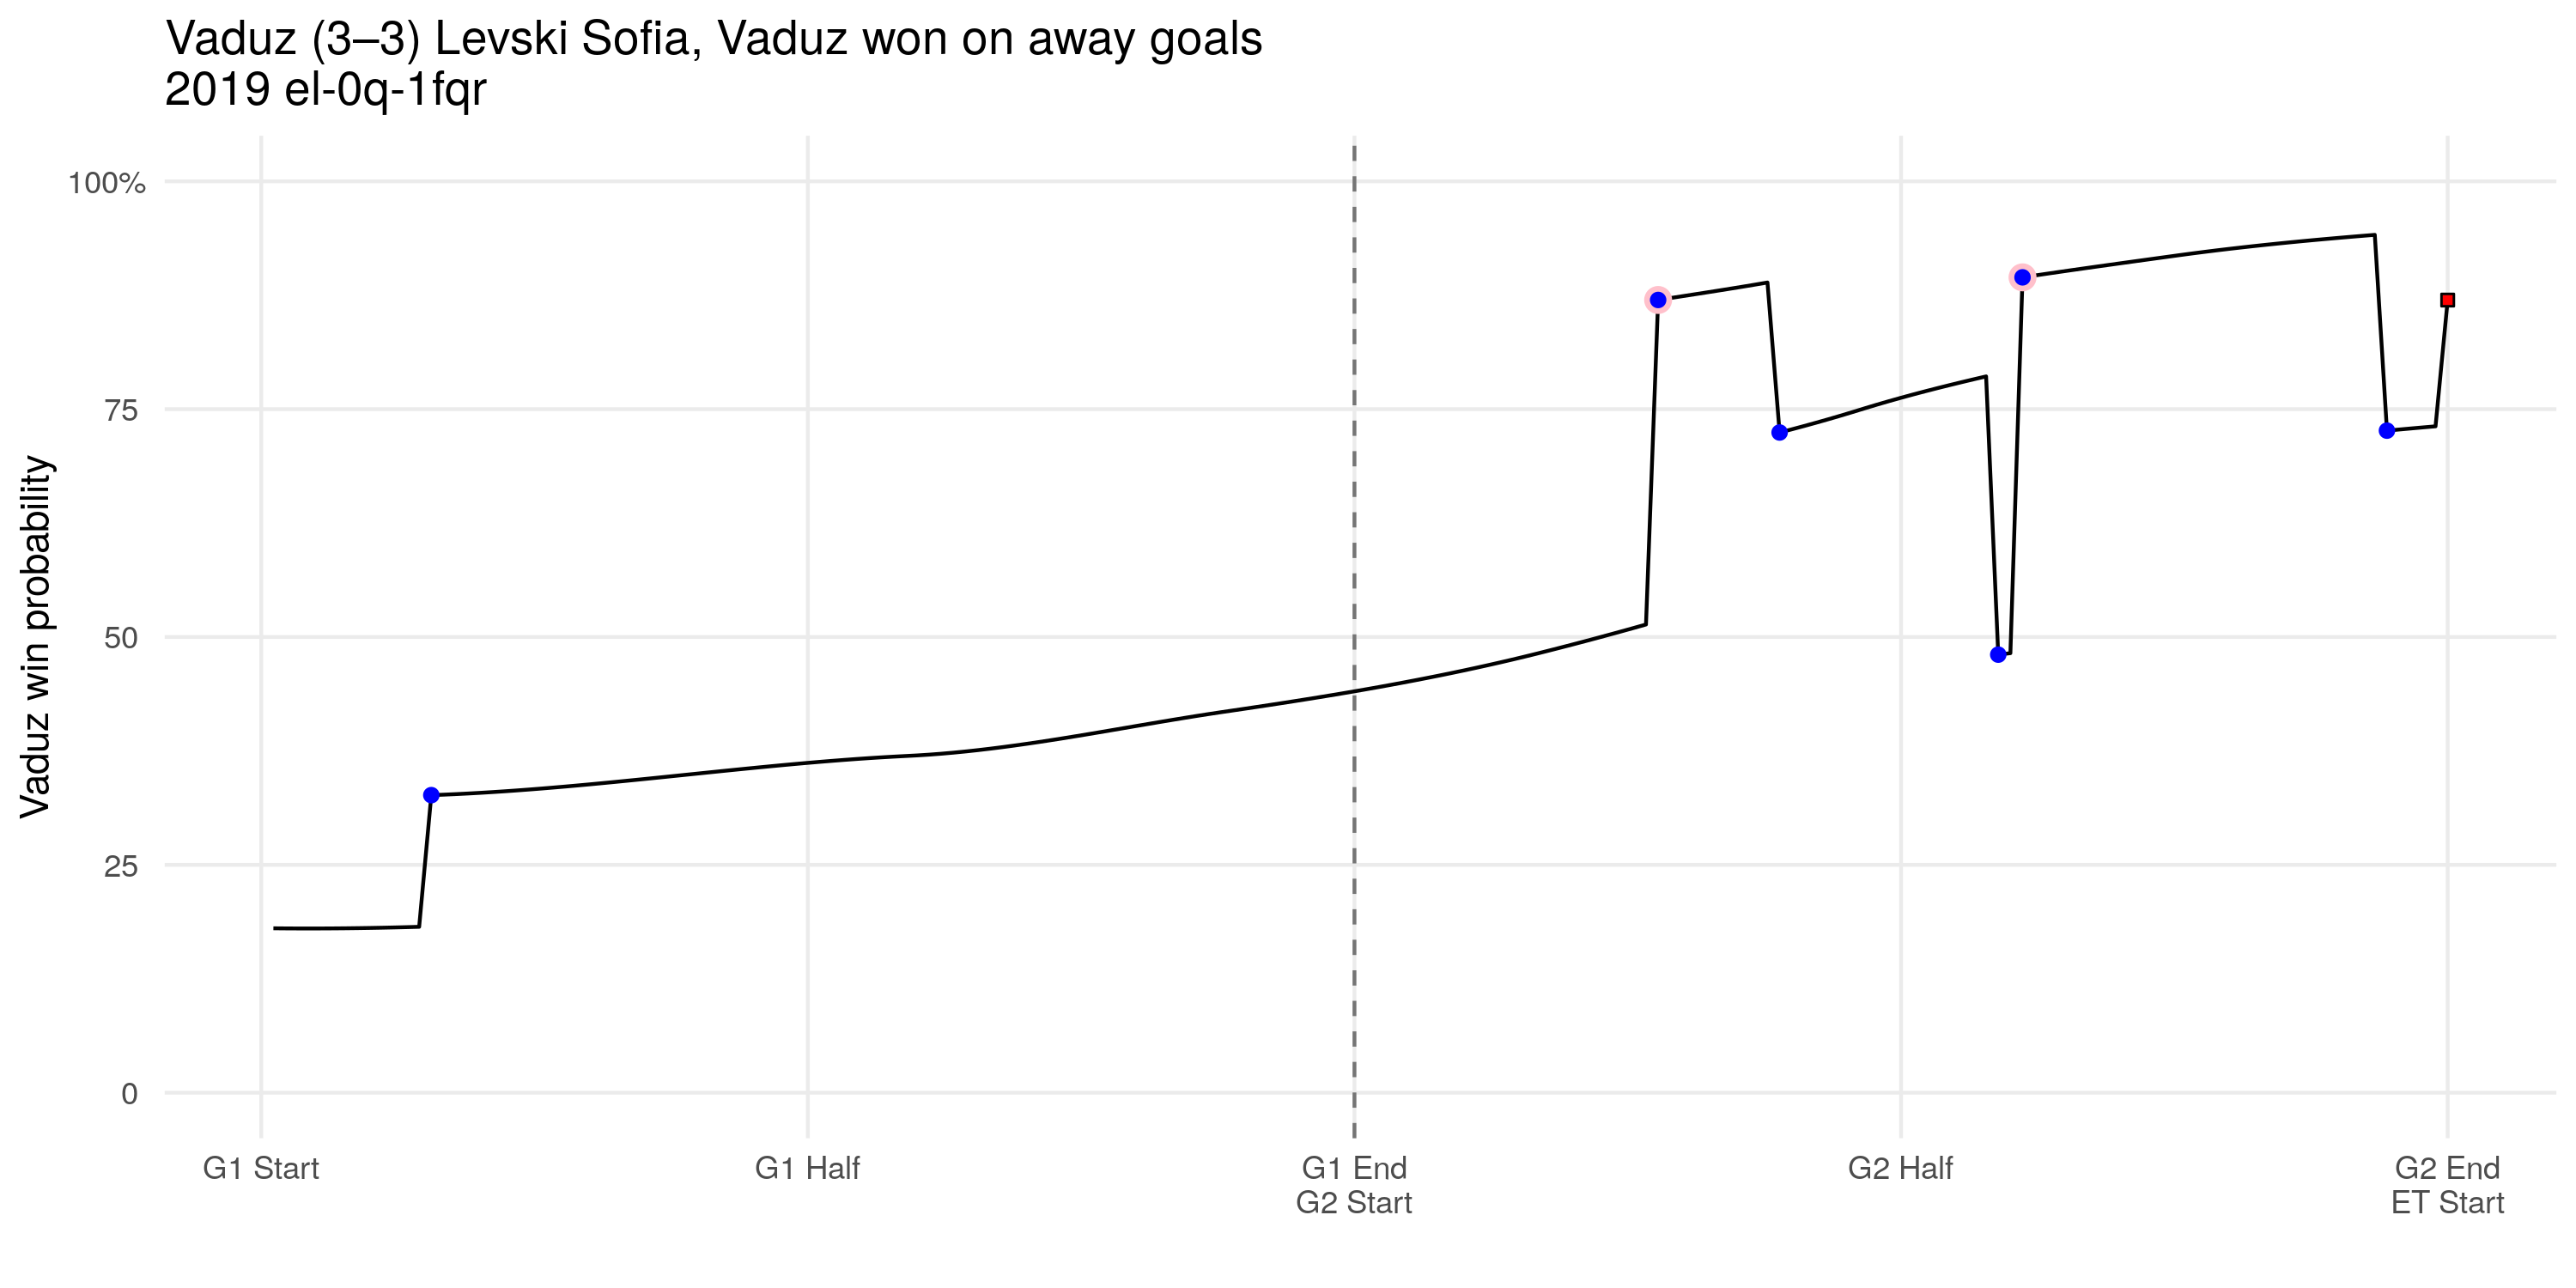 Vaduz (3–3) Levski Sofia, Vaduz won on away goals
2019 el-0q-1fqr
Vaduz win probability
100%
75
50
25
0
G1 Start
G1 Half
G1 End
G2 Start
G2 Half
G2 End
ET Start